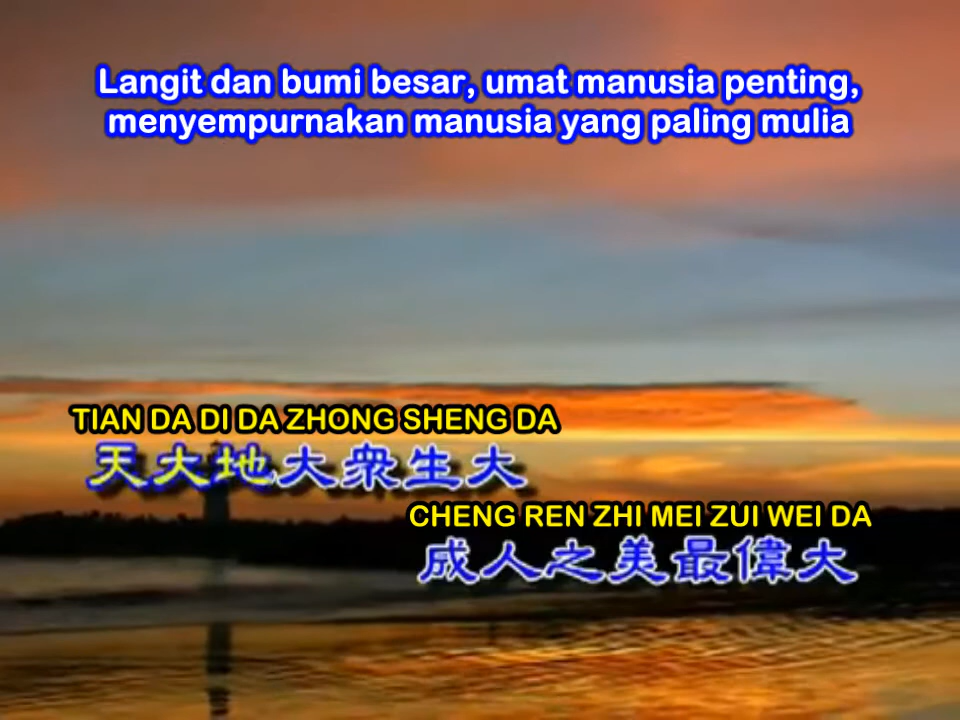 Langit dan bumi besar, umat manusia penting,
menyempurnakan manusia yang paling mulia
TIAN DA DI DA ZHONG SHENG DA
天大地大衆生大
CHENG REN ZHI MEI ZUI WEI DA
成人之美最偉大